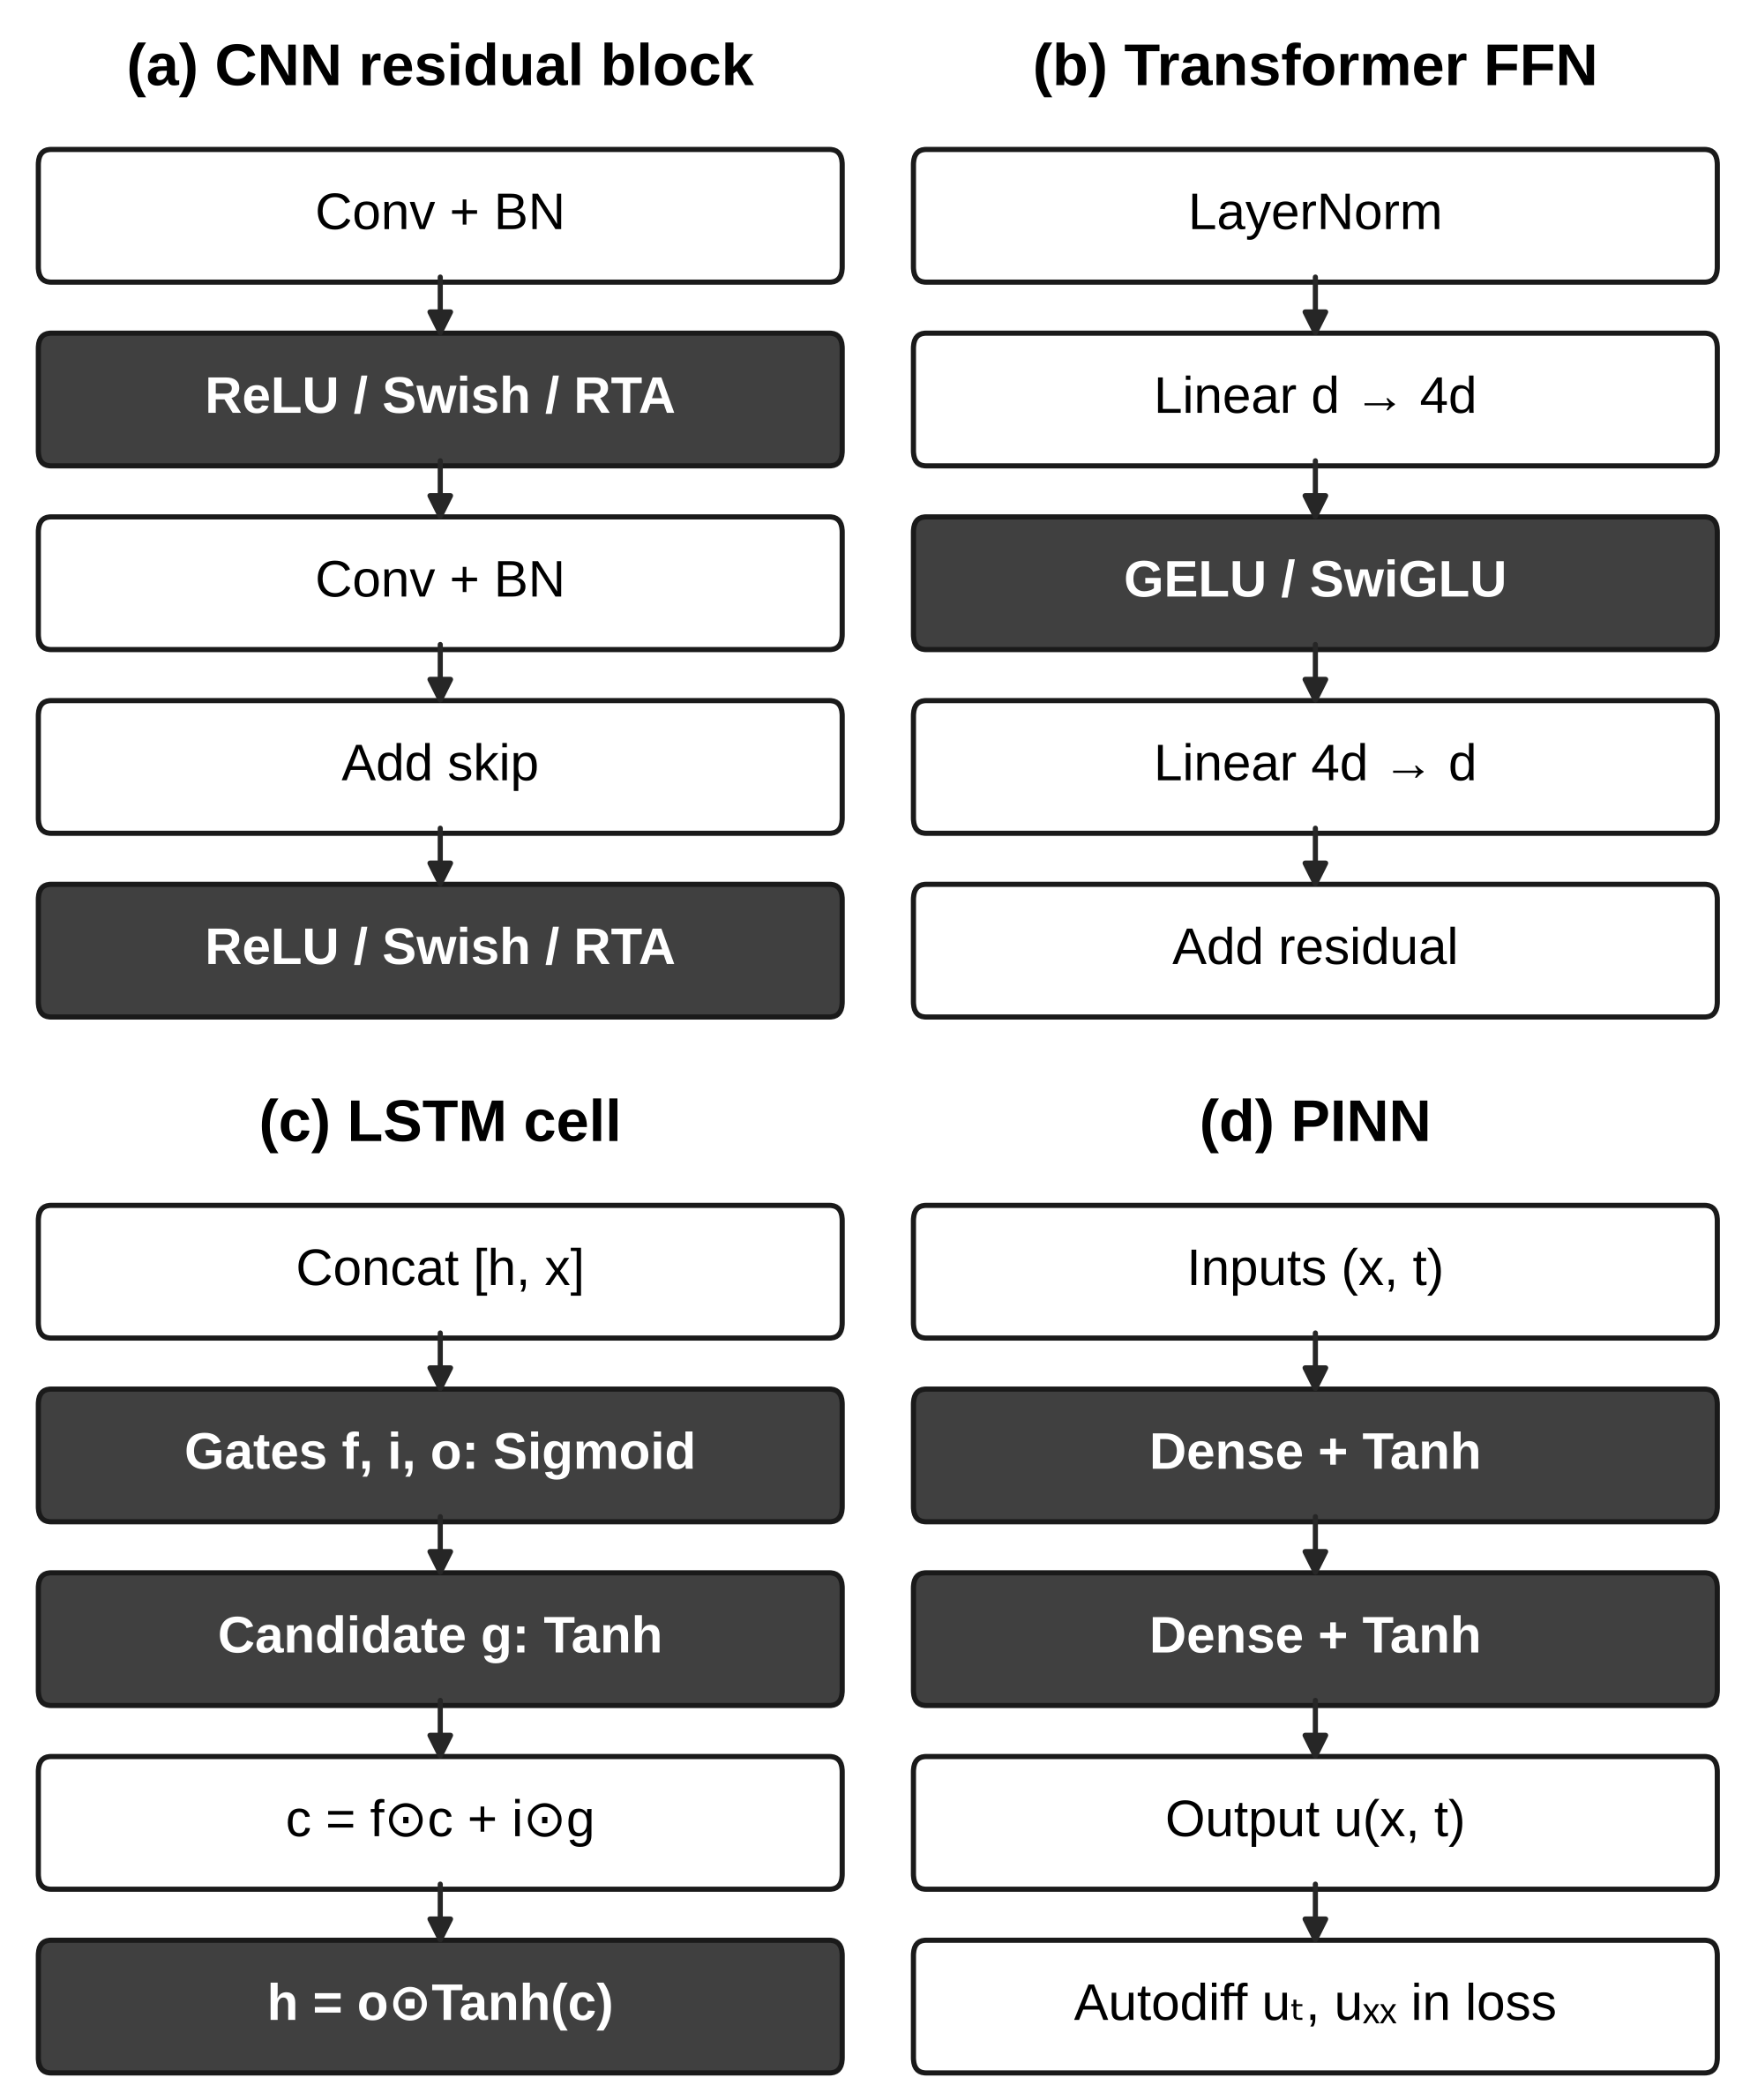 (a) CNN residual block
Conv + BN
ReLU / Swish / RTA
Conv + BN
Add skip
ReLU / Swish / RTA
(b) Transformer FFN
LayerNorm
Linear d → 4d
GELU / SwiGLU
Linear 4d → d
Add residual
(c) LSTM cell
Concat [h, x]
Gates f, i, o: Sigmoid
Candidate g: Tanh
c = f⊙c + i⊙g
h = o⊙Tanh(c)
(d) PINN
Inputs (x, t)
Dense + Tanh
Dense + Tanh
Output u(x, t)
Autodiff uₜ, uₓₓ in loss